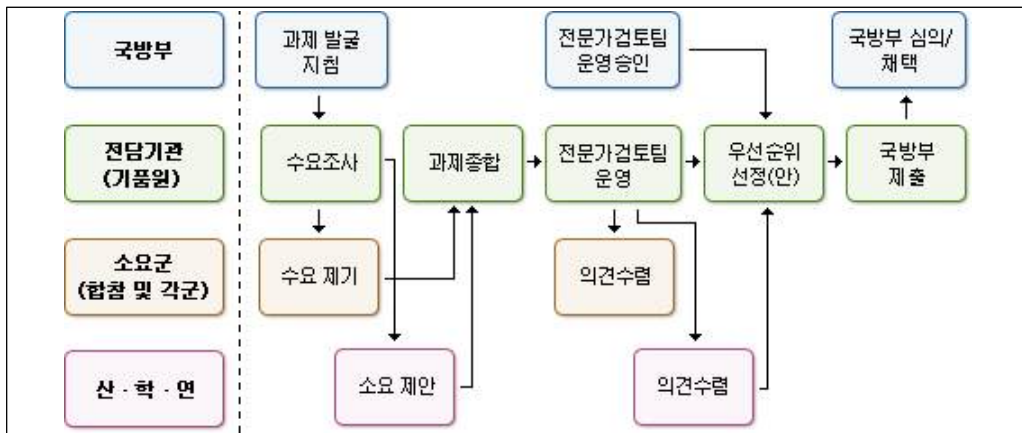 국방부
과제 발굴
지침
전문가검토팀
운영승인
국방부 심의/
채택
전담기관
(기품원)
수요조사
과제종합
전문가검토팀
운영
우선순위
선정(안)
국방부
제출
소요군
(합참 및 각군)
수요 제기
의견수렴
산 · 학 · 연
소요 제안
의견수렴